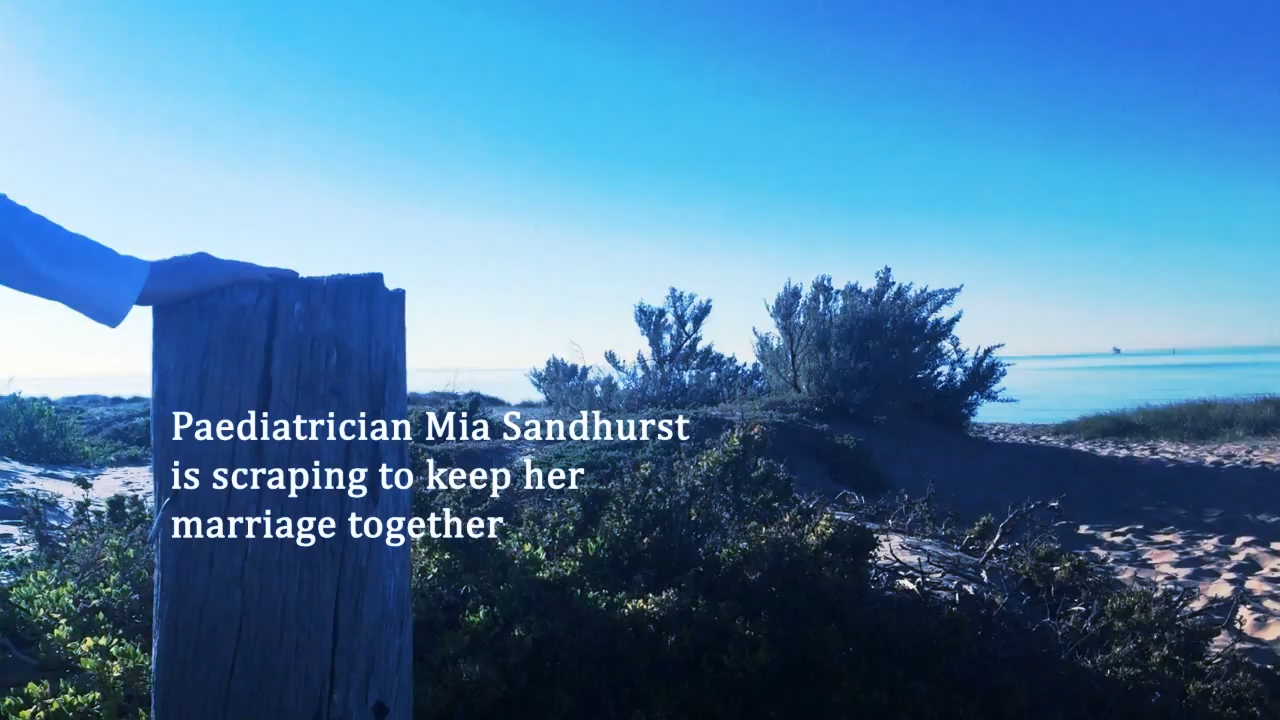 Paediatrician Mia Sandhurst
is scraping to keep her
marriage together